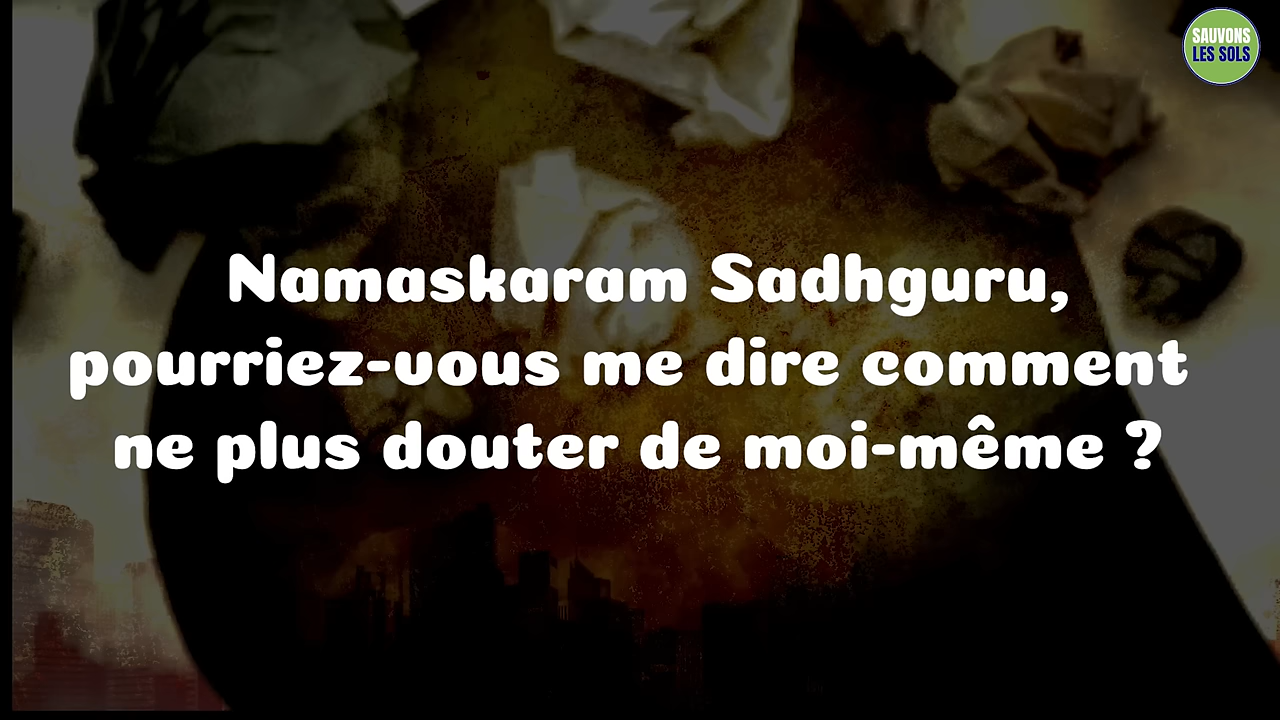 SAUVONS
LES SOLS
Namaskaram Sadhguru,
pourriez-vous me dire comment
ne plus douter de moi-même ?